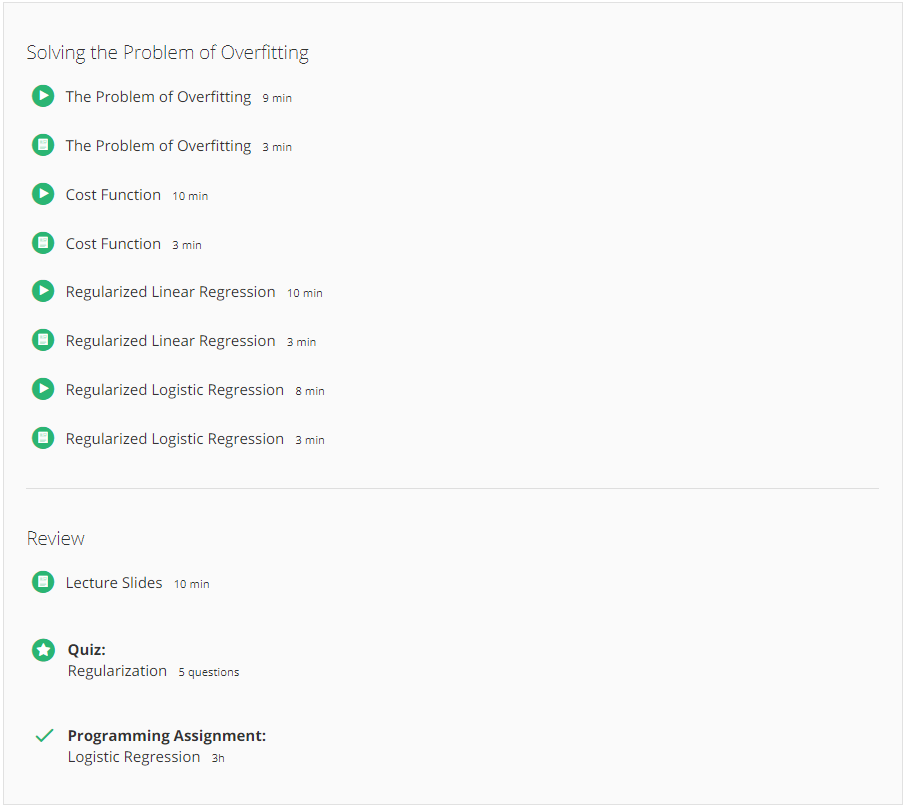 Solving the Problem of Overfitting
The Problem of Overfitting 9 min
The Problem of Overfitting 3 min
Cost Function 10 min
Cost Function 3 min
Regularized Linear Regression 10 min
Regularized Linear Regression 3 min
Regularized Logistic Regression 8 min
Regularized Logistic Regression 3 min
Review
Lecture Slides 10 min
Quiz:
Regularization 5 questions
Programming Assignment:
Logistic Regression 3h